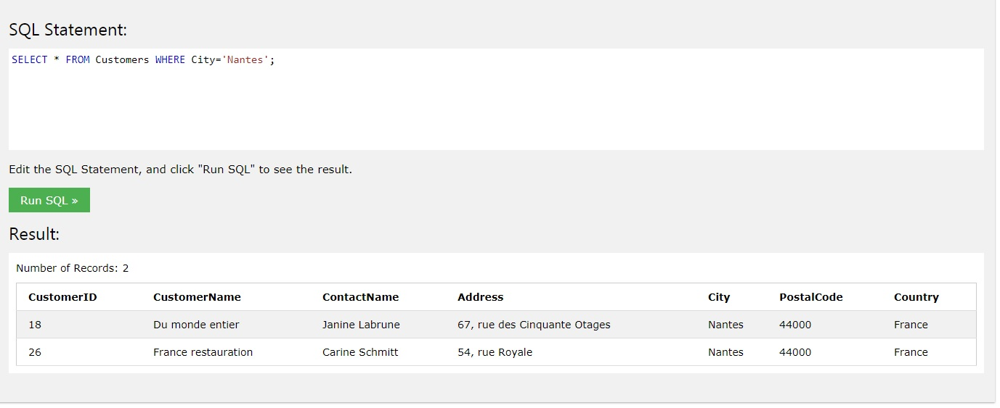 SQL Statement:
SELECT * FROM Customers WHERE City='Nantes';
Edit the SQL Statement, and click "Run SQL" to see the result.
Run SQL »
Result:
Number of Records: 2
CustomerID CustomerName ContactName Address City PostalCode Country
18 Du monde entier Janine Labrune 67, rue des Cinquante Otages Nantes 44000 France
26 France restauration Carine Schmitt 54, rue Royale Nantes 44000 France